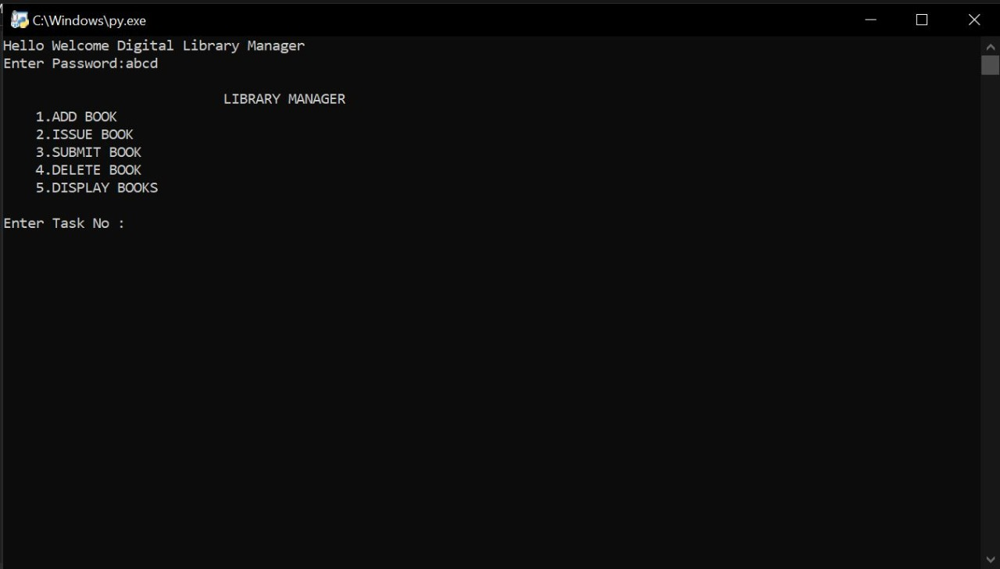 C:\Windows\py.exe
Hello Welcome Digital Library Manager
Enter Password:abcd
LIBRARY MANAGER
1.ADD BOOK
2.ISSUE BOOK
3.SUBMIT BOOK
4.DELETE BOOK
5.DISPLAY BOOKS
Enter Task No :